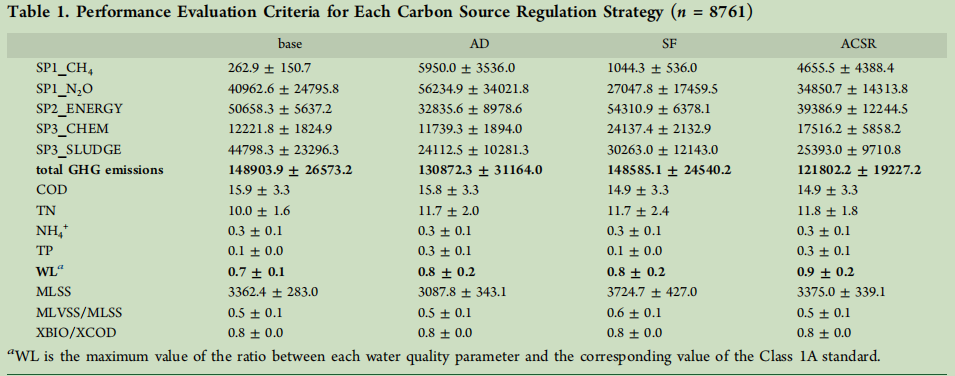 Table 1. Performance Evaluation Criteria for Each Carbon Source Regulation Strategy (n = 8761)
base AD SF ACSR
SP1_CH₄ 262.9 ± 150.7 5950.0 ± 3536.0 1044.3 ± 536.0 4655.5 ± 4388.4
SP1_N₂O 40962.6 ± 24795.8 56234.9 ± 34021.8 27047.8 ± 17459.5 34850.7 ± 14313.8
SP2_ENERGY 50658.3 ± 5637.2 32835.6 ± 8978.6 54310.9 ± 6378.1 39386.9 ± 12244.5
SP3_CHEM 12221.8 ± 1824.9 11739.3 ± 1894.0 24137.4 ± 2132.9 17516.2 ± 5858.2
SP3_SLUDGE 44798.3 ± 23296.3 24112.5 ± 10281.3 30263.0 ± 12143.0 25393.0 ± 9710.8
total GHG emissions 148903.9 ± 26573.2 130872.3 ± 31164.0 148585.1 ± 24540.2 121802.2 ± 19227.2
COD 15.9 ± 3.3 15.8 ± 3.3 14.9 ± 3.3 14.9 ± 3.3
TN 10.0 ± 1.6 11.7 ± 2.0 11.7 ± 2.4 11.8 ± 1.8
NH₄⁺ 0.3 ± 0.1 0.3 ± 0.1 0.3 ± 0.1 0.3 ± 0.1
TP 0.1 ± 0.0 0.3 ± 0.1 0.1 ± 0.0 0.3 ± 0.1
WLᵃ 0.7 ± 0.1 0.8 ± 0.2 0.8 ± 0.2 0.9 ± 0.2
MLSS 3362.4 ± 283.0 3087.8 ± 343.1 3724.7 ± 427.0 3375.0 ± 339.1
MLVSS/MLSS 0.5 ± 0.1 0.5 ± 0.1 0.6 ± 0.1 0.5 ± 0.1
XBIO/XCOD 0.8 ± 0.0 0.8 ± 0.0 0.8 ± 0.0 0.8 ± 0.0
ᵃWL is the maximum value of the ratio between each water quality parameter and the corresponding value of the Class 1A standard.